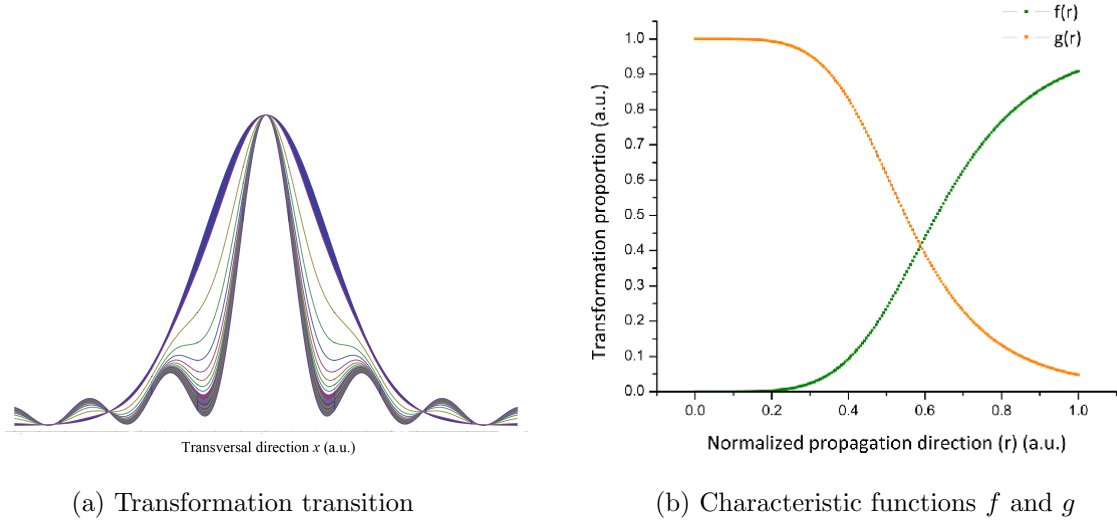 Transversal direction x (a.u.)
(a) Transformation transition
f(r)
g(r)
Transformation proportion (a.u.)
1.0
0.9
0.8
0.7
0.6
0.5
0.4
0.3
0.2
0.1
0.0
0.0 0.2 0.4 0.6 0.8 1.0
Normalized propagation direction (r) (a.u.)
(b) Characteristic functions f and g